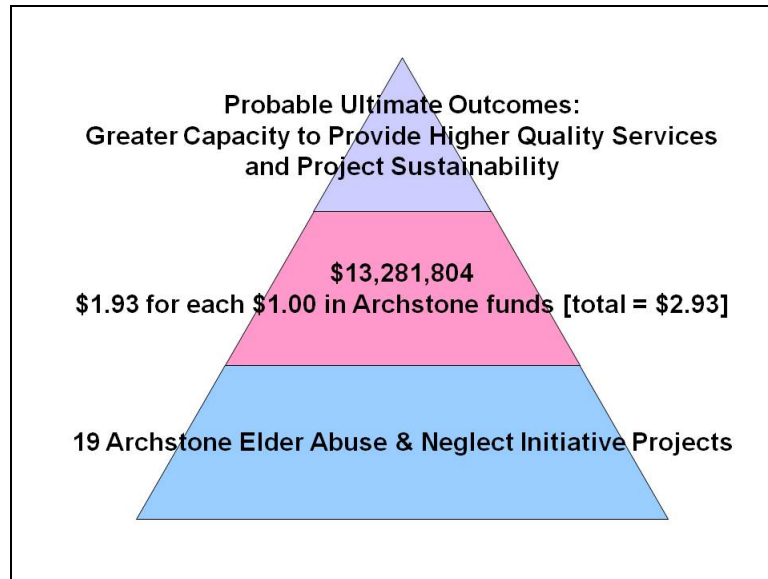 Probable Ultimate Outcomes:
Greater Capacity to Provide Higher Quality Services
and Project Sustainability
$13,281,804
$1.93 for each $1.00 in Archstone funds [total = $2.93]
19 Archstone Elder Abuse & Neglect Initiative Projects